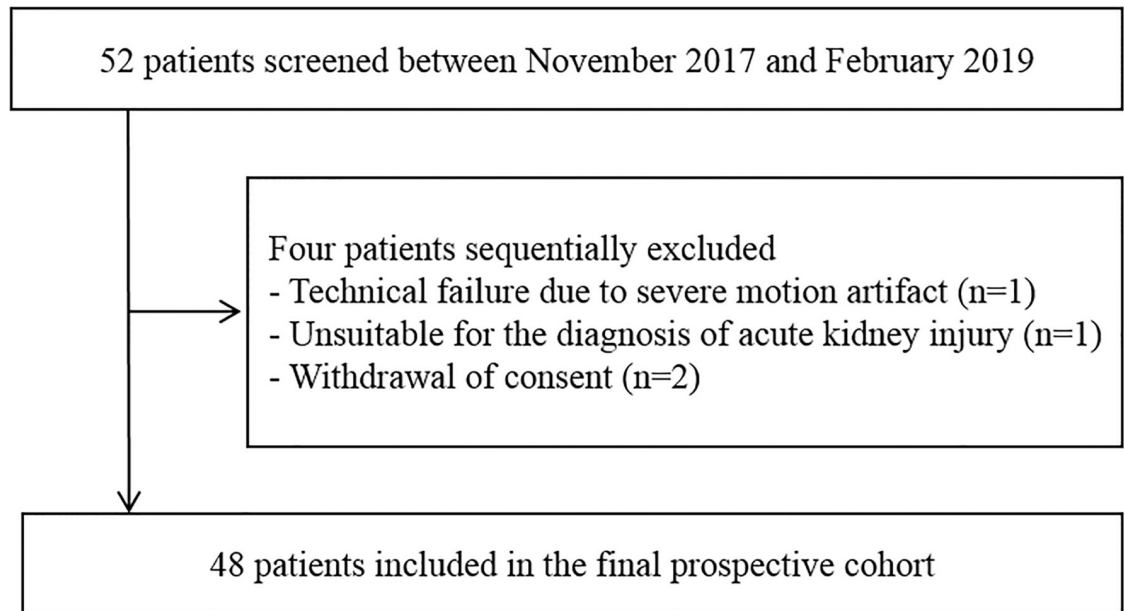 52 patients screened between November 2017 and February 2019
Four patients sequentially excluded
- Technical failure due to severe motion artifact (n=1)
- Unsuitable for the diagnosis of acute kidney injury (n=1)
- Withdrawal of consent (n=2)
48 patients included in the final prospective cohort